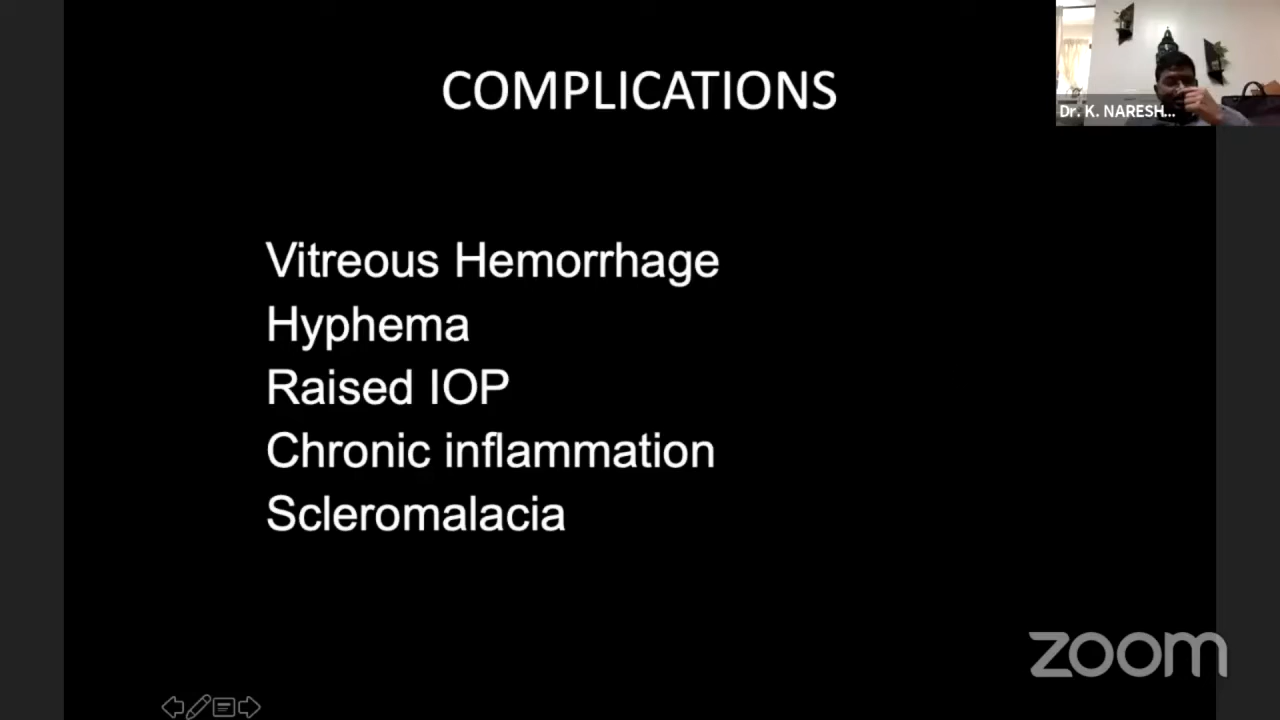 COMPLICATIONS
Dr. K. NARESH...
Vitreous Hemorrhage
Hyphema
Raised IOP
Chronic inflammation
Scleromalacia
zoom